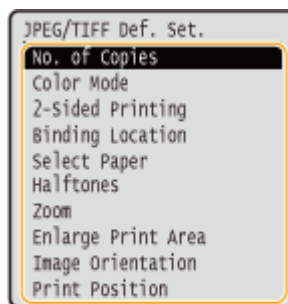 JPEG/TIFF Def. Set.
No. of Copies
Color Mode
2-Sided Printing
Binding Location
Select Paper
Halftones
Zoom
Enlarge Print Area
Image Orientation
Print Position